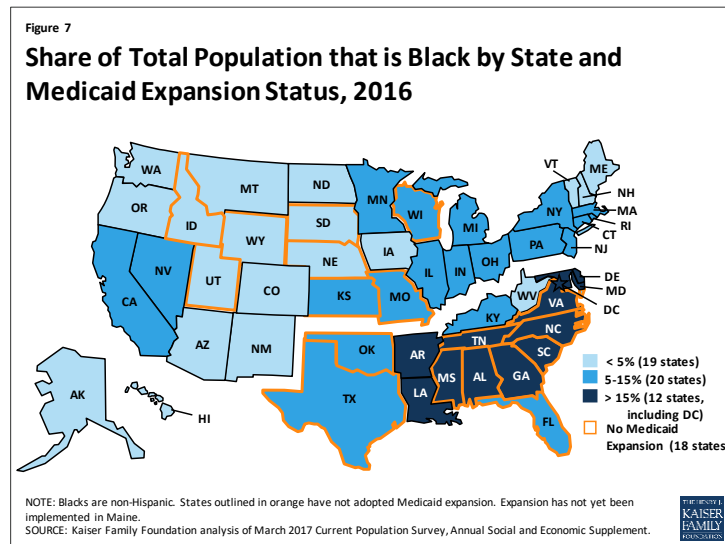 Figure 7
Share of Total Population that is Black by State and
Medicaid Expansion Status, 2016
WA
MT
ND
MN
VT
ME
OR
ID
SD
WI
MI
NY
NH
MA
RI
CT
WY
NE
IA
PA
NJ
NV
UT
CO
IL
IN
OH
DE
MD
DC
CA
KS
MO
WV
VA
KY
NC
AZ
NM
OK
AR
TN
SC
MS
AL
GA
TX
LA
FL
AK
HI
< 5% (19 states)
5-15% (20 states)
> 15% (12 states,
including DC)
No Medicaid
Expansion (18 states
NOTE: Blacks are non-Hispanic. States outlined in orange have not adopted Medicaid expansion. Expansion has not yet been
implemented in Maine.
SOURCE: Kaiser Family Foundation analysis of March 2017 Current Population Survey, Annual Social and Economic Supplement.
THE HENRY J.
KAISER
FAMILY
FOUNDATION